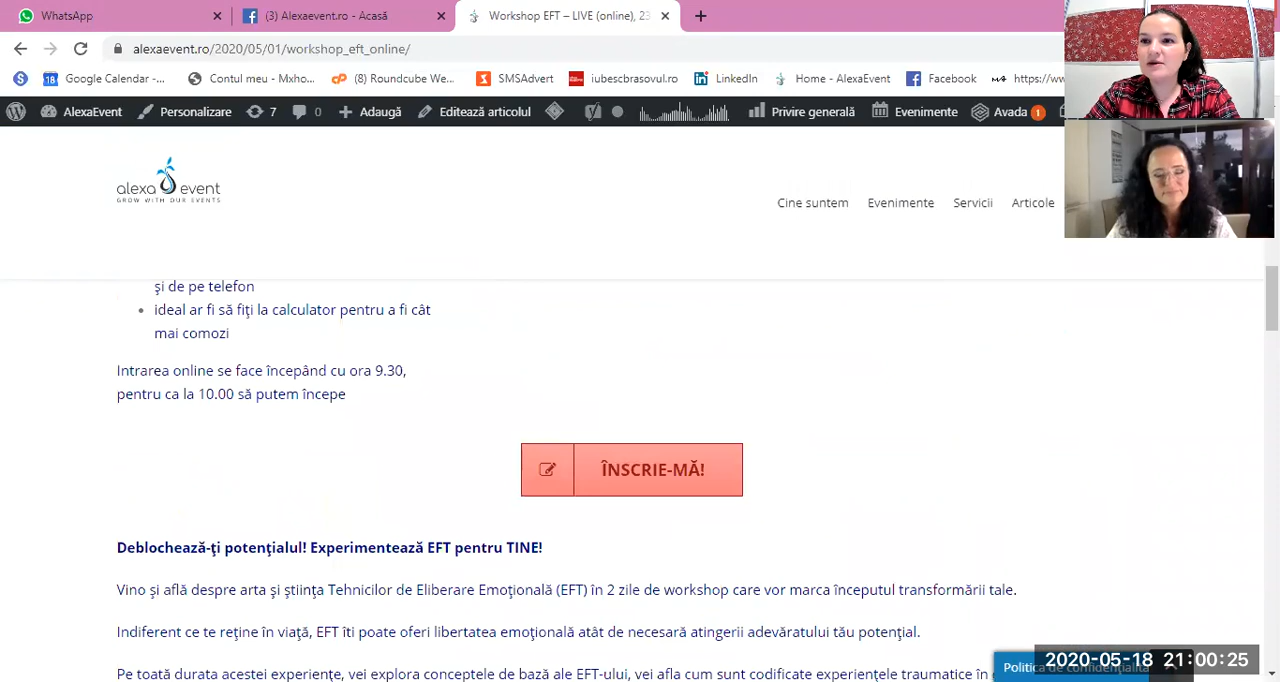 WhatsApp
(3) Alexaevent.ro - Acasă
Workshop EFT – LIVE (online), 23
alexaevent.ro/2020/05/01/workshop_eft_online/
Google Calendar -...
Contul meu - Mxho...
(8) Roundcube We...
SMSAdvert
iubescbrasovul.ro
LinkedIn
Home - AlexaEvent
Facebook
https://ww
AlexaEvent
Personalizare
7
0
Adaugă
Editează articolul
Privire generală
Evenimente
Avada 1
alexa event
GROW WITH OUR EVENTS
Cine suntem
Evenimente
Servicii
Articole
și de pe telefon
ideal ar fi să fiți la calculator pentru a fi cât
mai comozi
Intrarea online se face începând cu ora 9.30,
pentru ca la 10.00 să putem începe
ÎNSCRIE-MĂ!
Deblochează-ți potențialul! Experimentează EFT pentru TINE!
Vino și află despre arta și știința Tehnicilor de Eliberare Emoțională (EFT) în 2 zile de workshop care vor marca începutul transformării tale.
Indiferent ce te reține în viață, EFT îți poate oferi libertatea emoțională atât de necesară atingerii adevăratului tău potențial.
Pe toată durata acestei experiențe, vei explora conceptele de bază ale EFT-ului, vei afla cum sunt codificate experiențele traumatice în
Politica de confidențialitate
2020-05-18 21:00:25